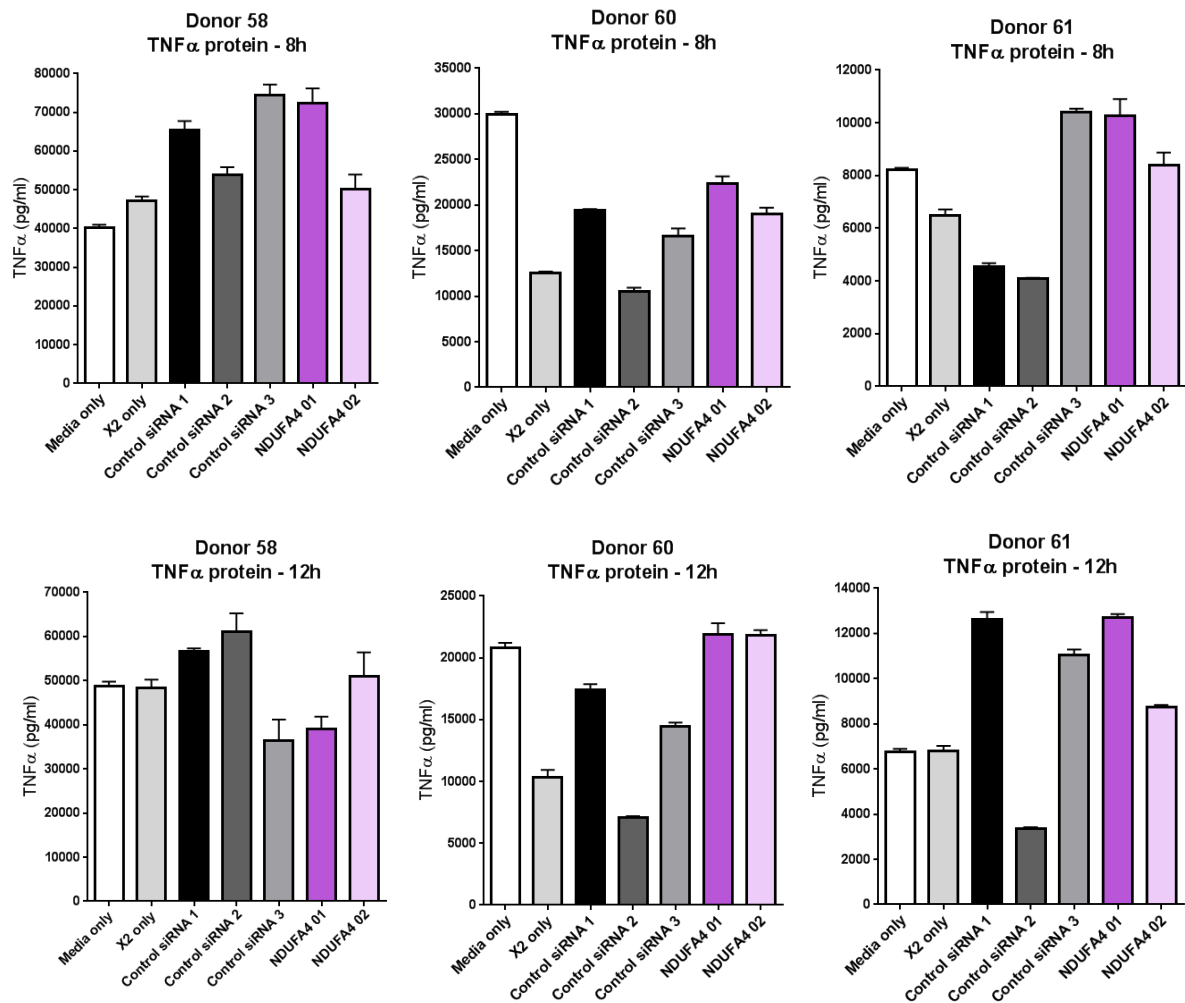 Donor 58
TNFα protein - 8h
TNFα (pg/ml)
80000
70000
60000
50000
40000
30000
20000
10000
0
Media only
X2 only
Control siRNA 1
Control siRNA 2
Control siRNA 3
NDUFA4 01
NDUFA4 02
Donor 60
TNFα protein - 8h
TNFα (pg/ml)
35000
30000
25000
20000
15000
10000
5000
0
Media only
X2 only
Control siRNA 1
Control siRNA 2
Control siRNA 3
NDUFA4 01
NDUFA4 02
Donor 61
TNFα protein - 8h
TNFα (pg/ml)
12000
10000
8000
6000
4000
2000
0
Media only
X2 only
Control siRNA 1
Control siRNA 2
Control siRNA 3
NDUFA4 01
NDUFA4 02
Donor 58
TNFα protein - 12h
TNFα (pg/ml)
70000
60000
50000
40000
30000
20000
10000
0
Media only
X2 only
Control siRNA 1
Control siRNA 2
Control siRNA 3
NDUFA4 01
NDUFA4 02
Donor 60
TNFα protein - 12h
TNFα (pg/ml)
25000
20000
15000
10000
5000
0
Media only
X2 only
Control siRNA 1
Control siRNA 2
Control siRNA 3
NDUFA4 01
NDUFA4 02
Donor 61
TNFα protein - 12h
TNFα (pg/ml)
14000
12000
10000
8000
6000
4000
2000
0
Media only
X2 only
Control siRNA 1
Control siRNA 2
Control siRNA 3
NDUFA4 01
NDUFA4 02